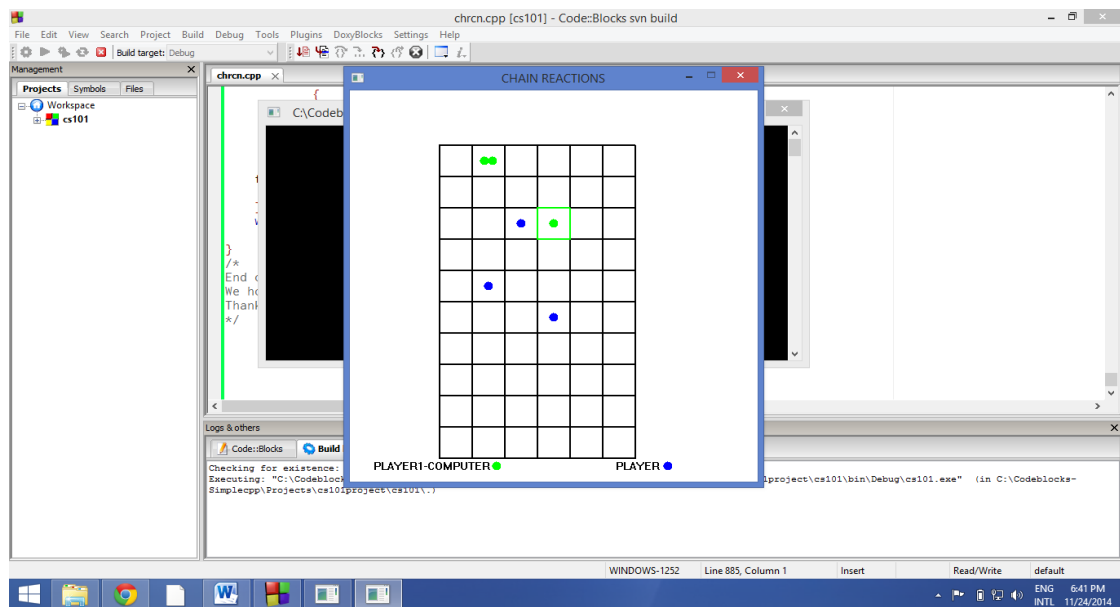 chrcn.cpp [cs101] - Code::Blocks svn build
File Edit View Search Project Build Debug Tools Plugins DoxyBlocks Settings Help
Build target: Debug
Management
Projects Symbols Files
Workspace
cs101
chrcn.cpp
{
C:\Codeb
}
/*
End
We ho
Thank
*/
CHAIN REACTIONS
PLAYER1-COMPUTER
PLAYER
Logs & others
Code::Blocks
Build
Checking for existence:
Executing: "C:\Codeblock
project\cs101\bin\Debug\cs101.exe" (in C:\Codeblocks-
Simplecpp\Projects\cs101project\cs101\.)
WINDOWS-1252 Line 885, Column 1 Insert Read/Write default
ENG 6:41 PM
INTL 11/24/2014